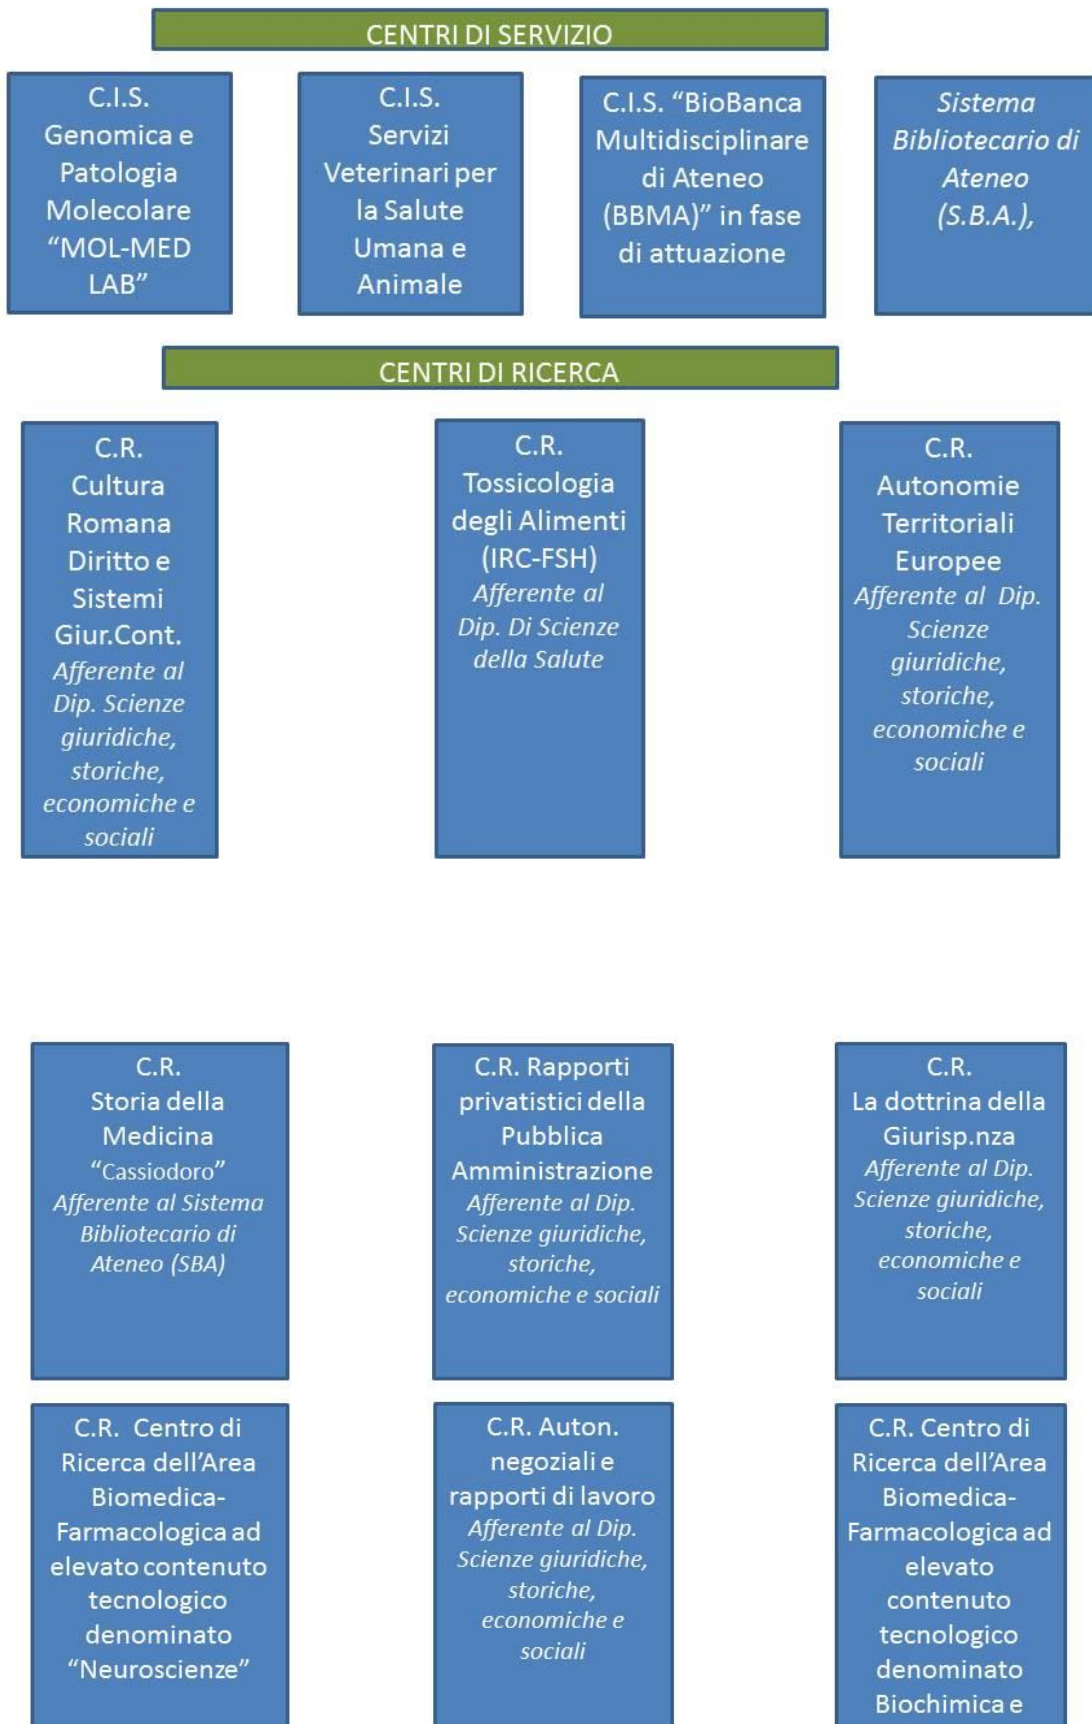 CENTRI DI SERVIZIO
C.I.S.
Genomica e
Patologia
Molecolare
“MOL-MED
LAB”
C.I.S.
Servizi
Veterinari per
la Salute
Umana e
Animale
C.I.S. “BioBanca
Multidisciplinare
di Ateneo
(BBMA)” in fase
di attuazione
Sistema
Bibliotecario di
Ateneo
(S.B.A.),
CENTRI DI RICERCA
C.R.
Cultura
Romana
Diritto e
Sistemi
Giur.Cont.
Afferente al
Dip. Scienze
giuridiche,
storiche,
economiche e
sociali
C.R.
Tossicologia
degli Alimenti
(IRC-FSH)
Afferente al
Dip. Di Scienze
della Salute
C.R.
Autonomie
Territoriali
Europee
Afferente al Dip.
Scienze
giuridiche,
storiche,
economiche e
sociali
C.R.
Storia della
Medicina
“Cassiodoro”
Afferente al Sistema
Bibliotecario di
Ateneo (SBA)
C.R. Rapporti
privatistici della
Pubblica
Amministrazione
Afferente al Dip.
Scienze giuridiche,
storiche,
economiche e sociali
C.R.
La dottrina della
Giurisp.nza
Afferente al Dip.
Scienze giuridiche,
storiche,
economiche e
sociali
C.R. Centro di
Ricerca dell’Area
Biomedica-
Farmacologica ad
elevato contenuto
tecnologico
denominato
“Neuroscienze”
C.R. Auton.
negoziali e
rapporti di lavoro
Afferente al Dip.
Scienze giuridiche,
storiche,
economiche e
sociali
C.R. Centro di
Ricerca dell’Area
Biomedica-
Farmacologica ad
elevato
contenuto
tecnologico
denominato
Biochimica e